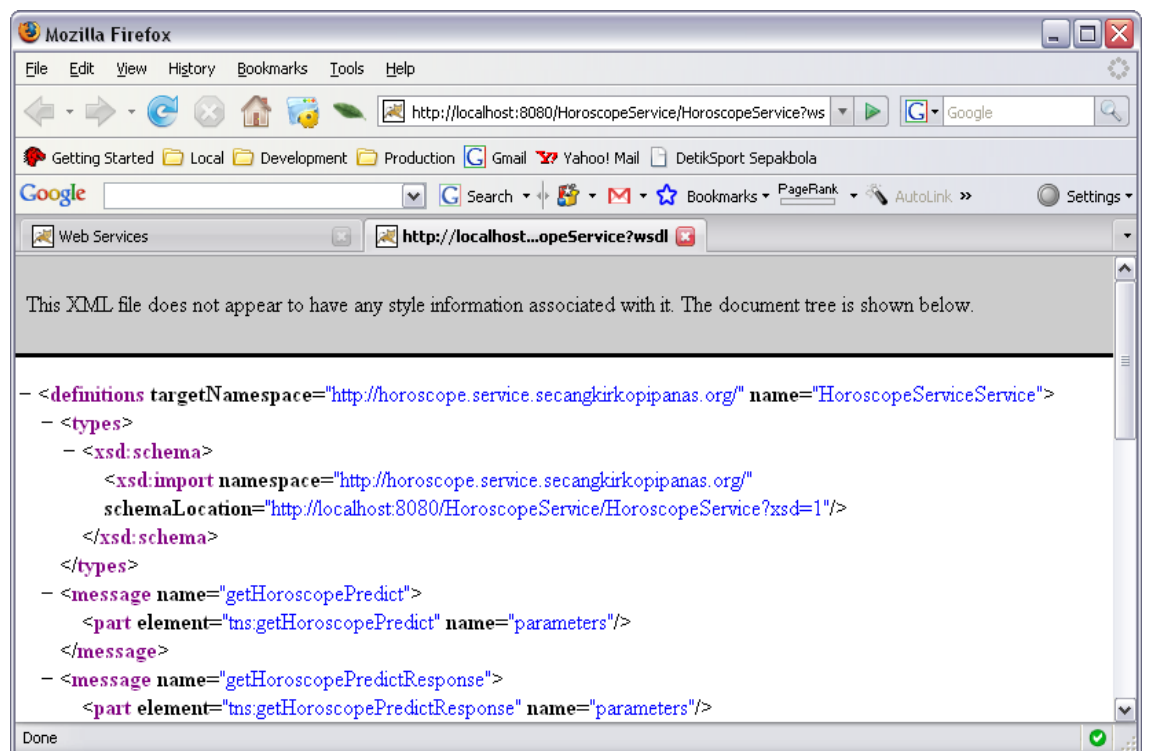 Mozilla Firefox
File Edit View History Bookmarks Tools Help
http://localhost:8080/HoroscopeService/HoroscopeService?ws G Google
Getting Started Local Development Production G Gmail Y! Yahoo! Mail DetikSport Sepakbola
Google G Search Bookmarks PageRank AutoLink » Settings
Web Services http://localhost...opeService?wsdl
This XML file does not appear to have any style information associated with it. The document tree is shown below.
− <definitions targetNamespace="http://horoscope.service.secangkirkopipanas.org/" name="HoroscopeServiceService">
− <types>
− <xsd:schema>
<xsd:import namespace="http://horoscope.service.secangkirkopipanas.org/"
schemaLocation="http://localhost:8080/HoroscopeService/HoroscopeService?xsd=1"/>
</xsd:schema>
</types>
− <message name="getHoroscopePredict">
<part element="tns:getHoroscopePredict" name="parameters"/>
</message>
− <message name="getHoroscopePredictResponse">
<part element="tns:getHoroscopePredictResponse" name="parameters"/>
Done